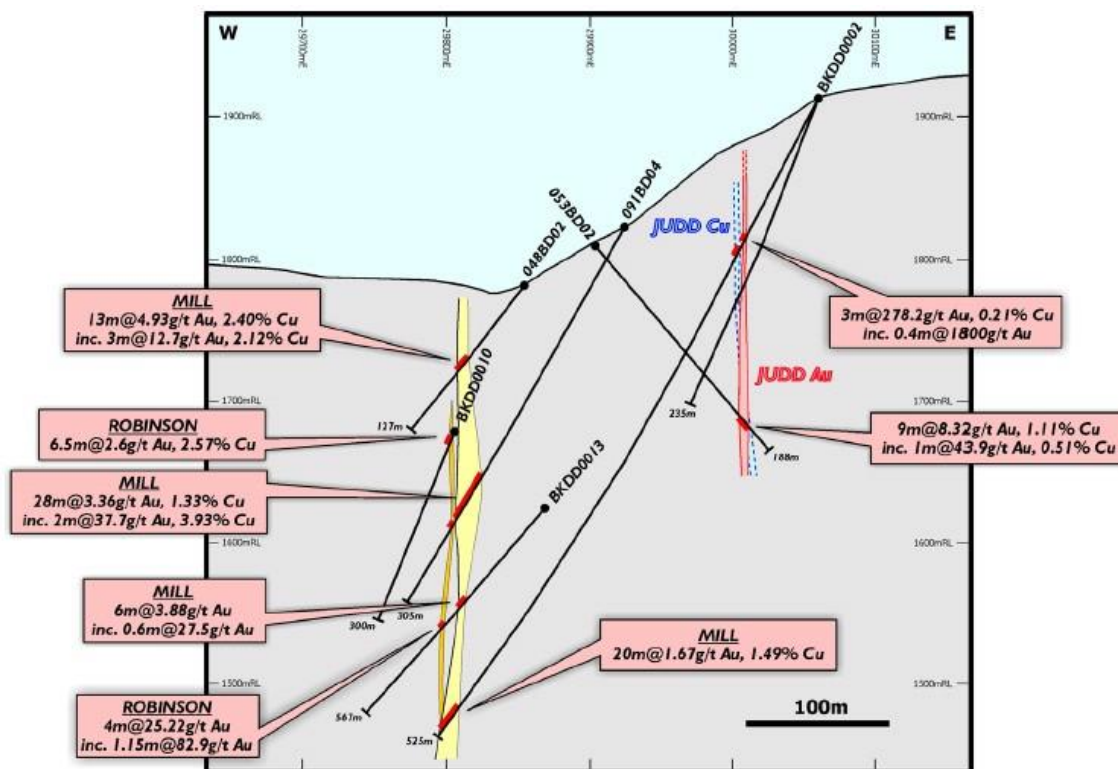 W
E
29700mE
29800mE
29900mE
30000mE
30100mE
BKDD0002
1900mRL
1900mRL
091BD04
053BD02
JUDD Cu
048BD02
1800mRL
1800mRL
MILL
13m@4.93g/t Au, 2.40% Cu
inc. 3m@12.7g/t Au, 2.12% Cu
3m@278.2g/t Au, 0.21% Cu
inc. 0.4m@1800g/t Au
BKDD0010
JUDD Au
1700mRL
1700mRL
127m
235m
ROBINSON
6.5m@2.6g/t Au, 2.57% Cu
9m@8.32g/t Au, 1.11% Cu
inc. 1m@43.9g/t Au, 0.51% Cu
188m
BKDD0013
MILL
28m@3.36g/t Au, 1.33% Cu
inc. 2m@37.7g/t Au, 3.93% Cu
1600mRL
1600mRL
MILL
6m@3.88g/t Au
inc. 0.6m@27.5g/t Au
305m
300m
MILL
20m@1.67g/t Au, 1.49% Cu
1500mRL
1500mRL
ROBINSON
4m@25.22g/t Au
inc. 1.15m@82.9g/t Au
561m
525m
100m